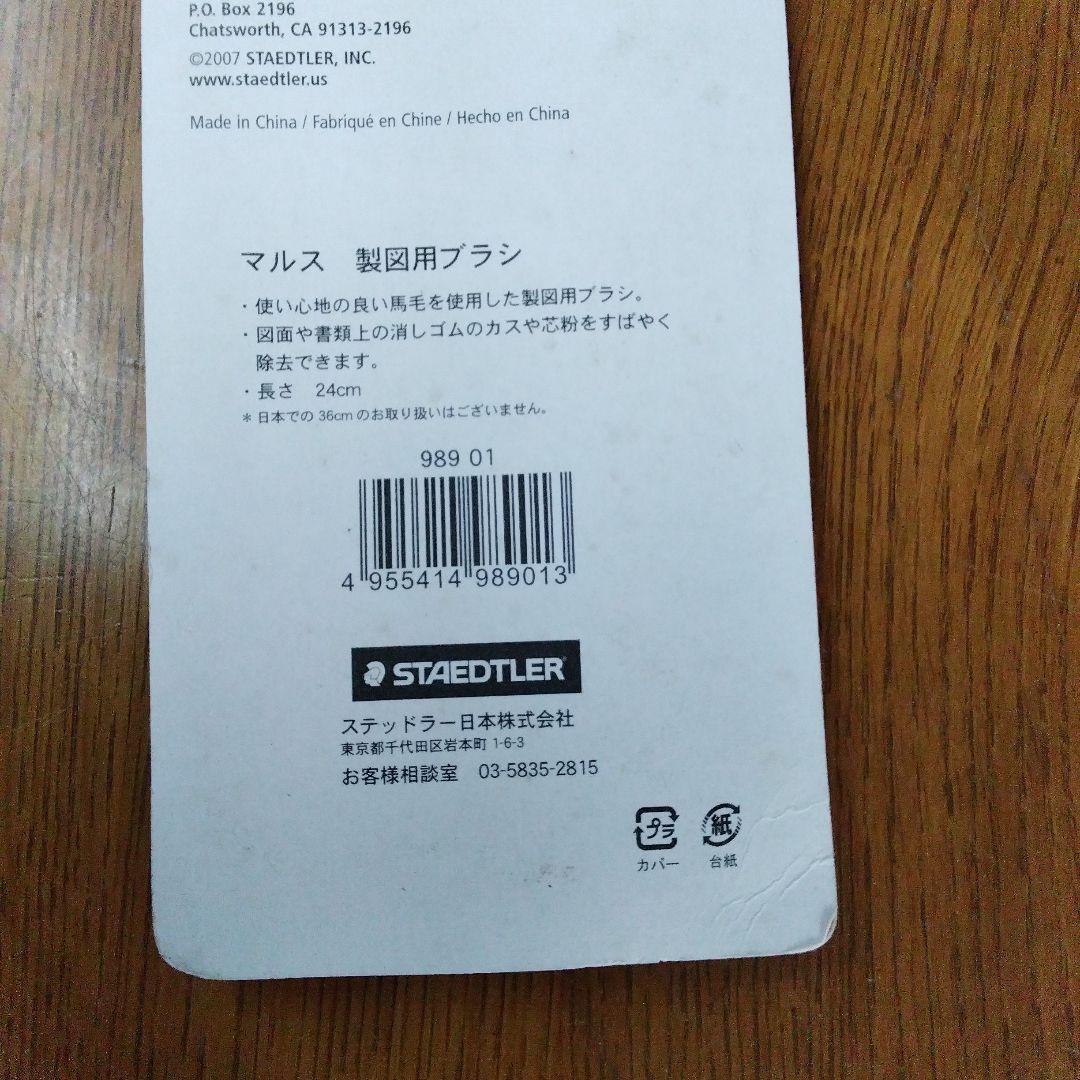 P.O. Box 2196
Chatsworth, CA 91313-2196
©2007 STAEDTLER, INC.
www.staedtler.us
Made in China / Fabriqué en Chine / Hecho en China
マルス 製図用ブラシ
・使い心地の良い馬毛を使用した製図用ブラシ。
・図面や書類上の消しゴムのカスや芯粉をすばやく
除去できます。
・長さ 24cm
＊日本での 36cm のお取り扱いはございません。
989 01
4 955414 989013
STAEDTLER
ステッドラー日本株式会社
東京都千代田区岩本町 1-6-3
お客様相談室 03-5835-2815
プラ 紙
カバー 台紙